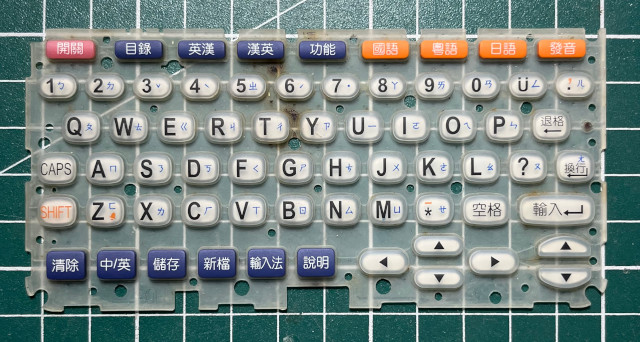 開關 目錄 英漢 漢英 功能 國語 粵語 日語 發音
1 2 3 4 5 6 7 8 9 0 Ü !
Q W E R T Y U I O P 退格
CAPS A S D F G H J K L ? 換行
SHIFT Z X C V B N M * 空格 輸入
清除 中/英 儲存 新檔 輸入法 說明